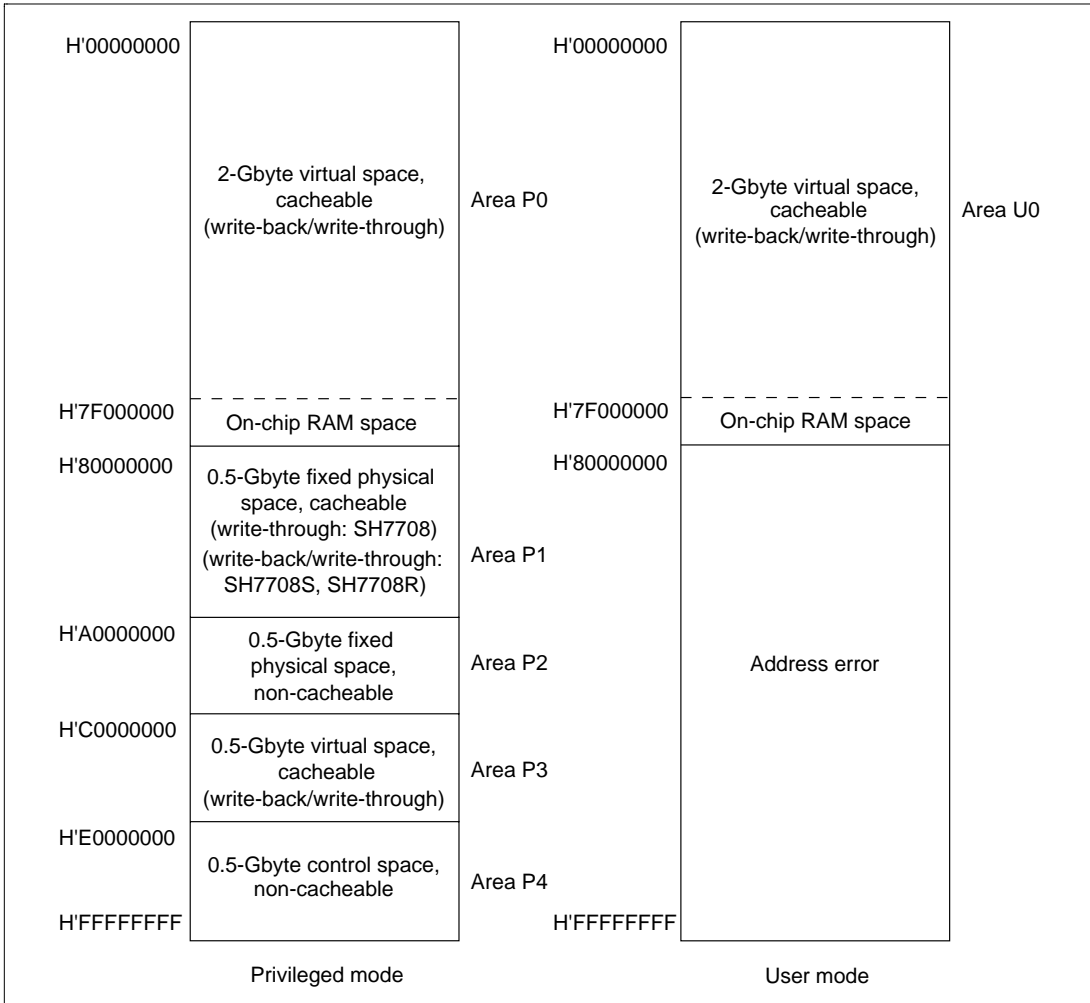 H'00000000
2-Gbyte virtual space,
cacheable
(write-back/write-through)
Area P0
H'7F000000
On-chip RAM space
H'80000000
0.5-Gbyte fixed physical
space, cacheable
(write-through: SH7708)
(write-back/write-through:
SH7708S, SH7708R)
Area P1
H'A0000000
0.5-Gbyte fixed
physical space,
non-cacheable
Area P2
H'C0000000
0.5-Gbyte virtual space,
cacheable
(write-back/write-through)
Area P3
H'E0000000
0.5-Gbyte control space,
non-cacheable
Area P4
H'FFFFFFFF
Privileged mode
H'00000000
2-Gbyte virtual space,
cacheable
(write-back/write-through)
Area U0
H'7F000000
On-chip RAM space
H'80000000
Address error
H'FFFFFFFF
User mode